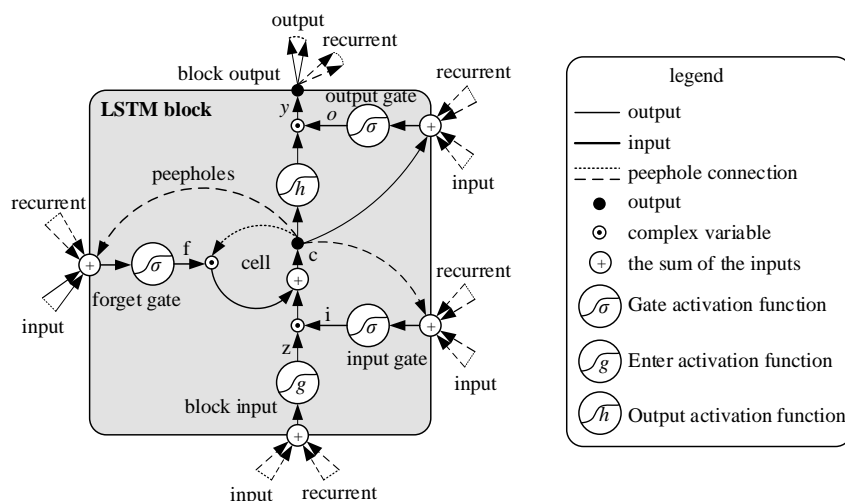 output
recurrent
block output
recurrent
LSTM block
y
output gate
o
σ
input
peepholes
h
recurrent
f
σ
cell
c
forget gate
recurrent
input
i
σ
z
input gate
g
input
block input
input
recurrent
legend
output
input
peephole connection
output
complex variable
the sum of the inputs
σ
Gate activation function
g
Enter activation function
h
Output activation function